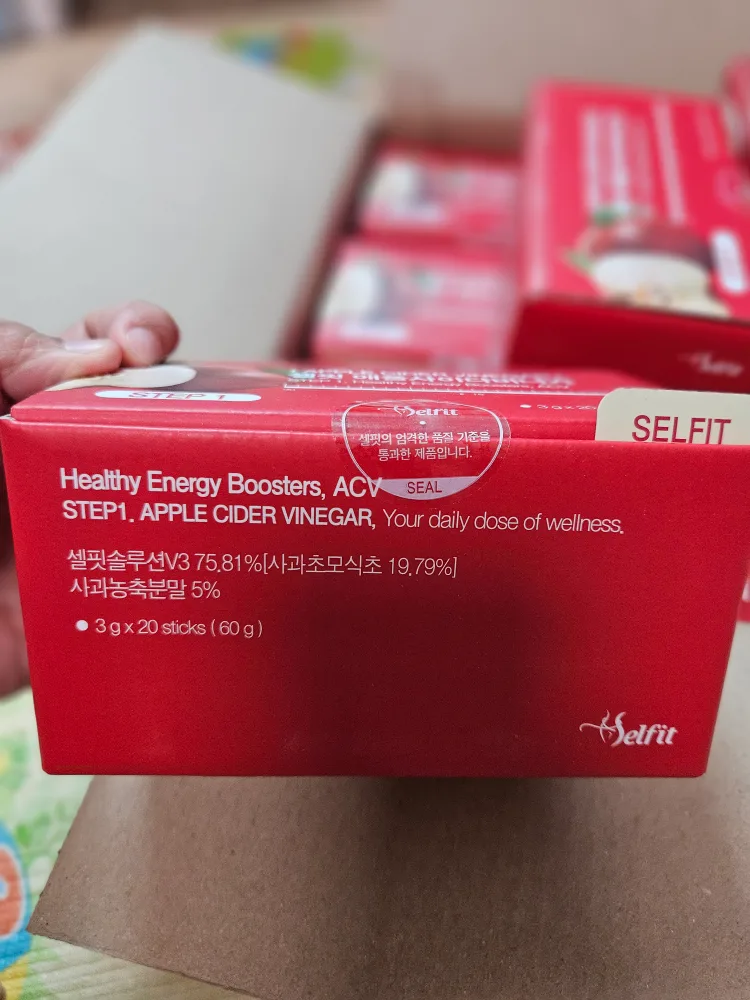 STEP 1
3 g x 20
Selfit
셀핏의 엄격한 품질 기준을
통과한 제품입니다.
SEAL
SELFIT
Healthy Energy Boosters, ACV
STEP1. APPLE CIDER VINEGAR, Your daily dose of wellness.
셀핏솔루션V3 75.81%[사과초모식초 19.79%]
사과농축분말 5%
● 3 g x 20 sticks ( 60 g )
Selfit
Selfit